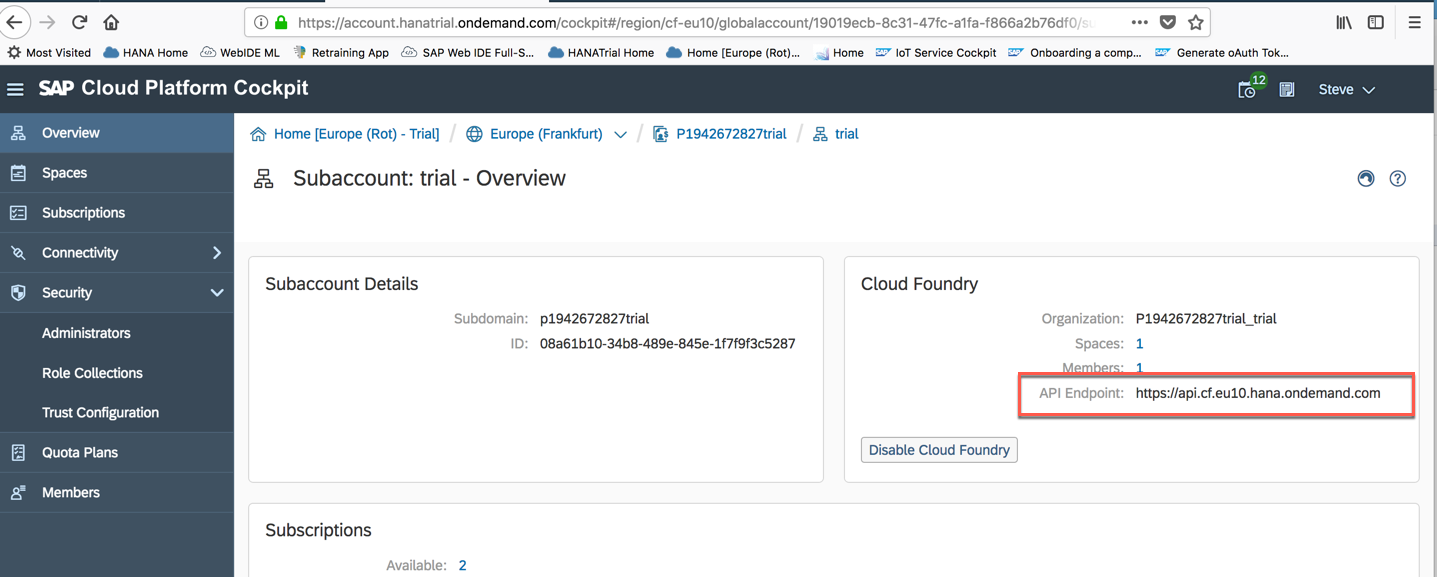 https://account.hanatrial.ondemand.com/cockpit#/region/cf-eu10/globalaccount/19019ecb-8c31-47fc-a1fa-f866a2b76df0/su
Most Visited HANA Home WebIDE ML Retraining App SAP Web IDE Full-S... HANATrial Home Home [Europe (Rot)... Home IoT Service Cockpit Onboarding a comp... Generate oAuth Tok...
SAP Cloud Platform Cockpit 12 Steve
Overview
Spaces
Subscriptions
Connectivity
Security
Administrators
Role Collections
Trust Configuration
Quota Plans
Members
Home [Europe (Rot) - Trial] / Europe (Frankfurt) / P1942672827trial / trial
Subaccount: trial - Overview
Subaccount Details
Subdomain: p1942672827trial
ID: 08a61b10-34b8-489e-845e-1f7f9f3c5287
Cloud Foundry
Organization: P1942672827trial_trial
Spaces: 1
Members: 1
API Endpoint: https://api.cf.eu10.hana.ondemand.com
Disable Cloud Foundry
Subscriptions
Available: 2